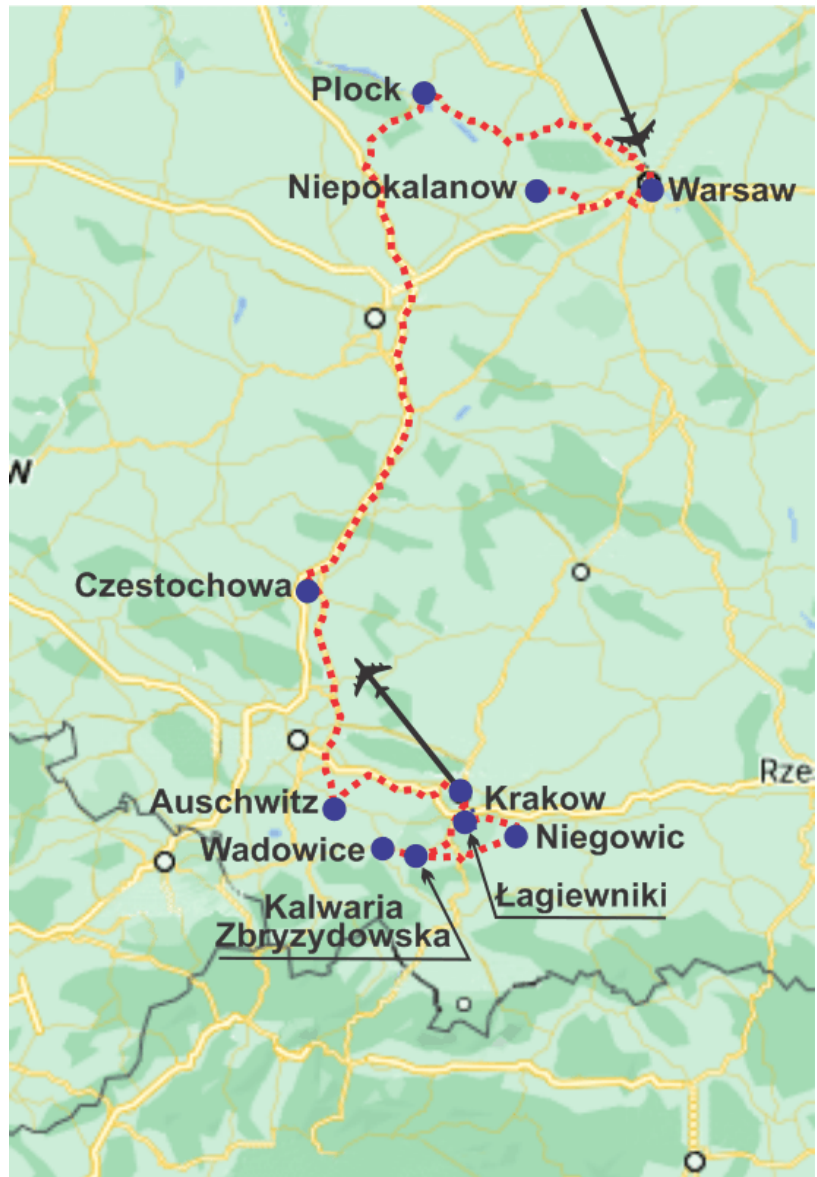 Plock
Niepokalanow
Warsaw
w
Czestochowa
Rze
Auschwitz
Krakow
Wadowice
Niegowic
Łagiewniki
Kalwaria
Zbryzydowska